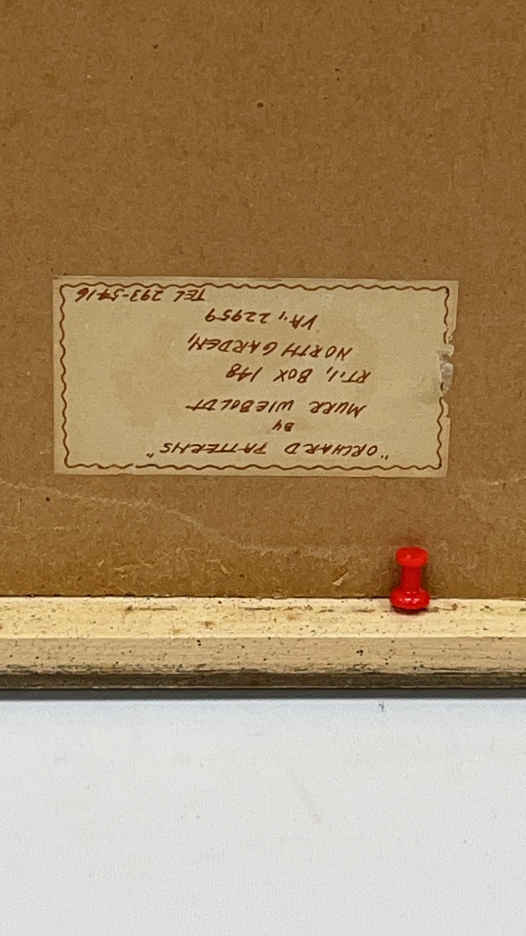 "ORCHARD PATTERNS"
BY
MURR WIEBOLDT
RT. 1, BOX 148
NORTH GARDEN,
VA., 22959
TEL 293-5416